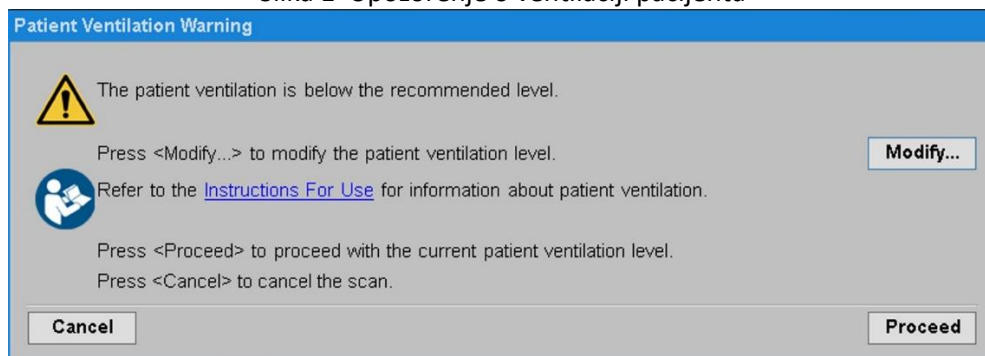 Patient Ventilation Warning
The patient ventilation is below the recommended level.
Press <Modify...> to modify the patient ventilation level.
Modify...
Refer to the Instructions For Use for information about patient ventilation.
Press <Proceed> to proceed with the current patient ventilation level.
Press <Cancel> to cancel the scan.
Cancel
Proceed